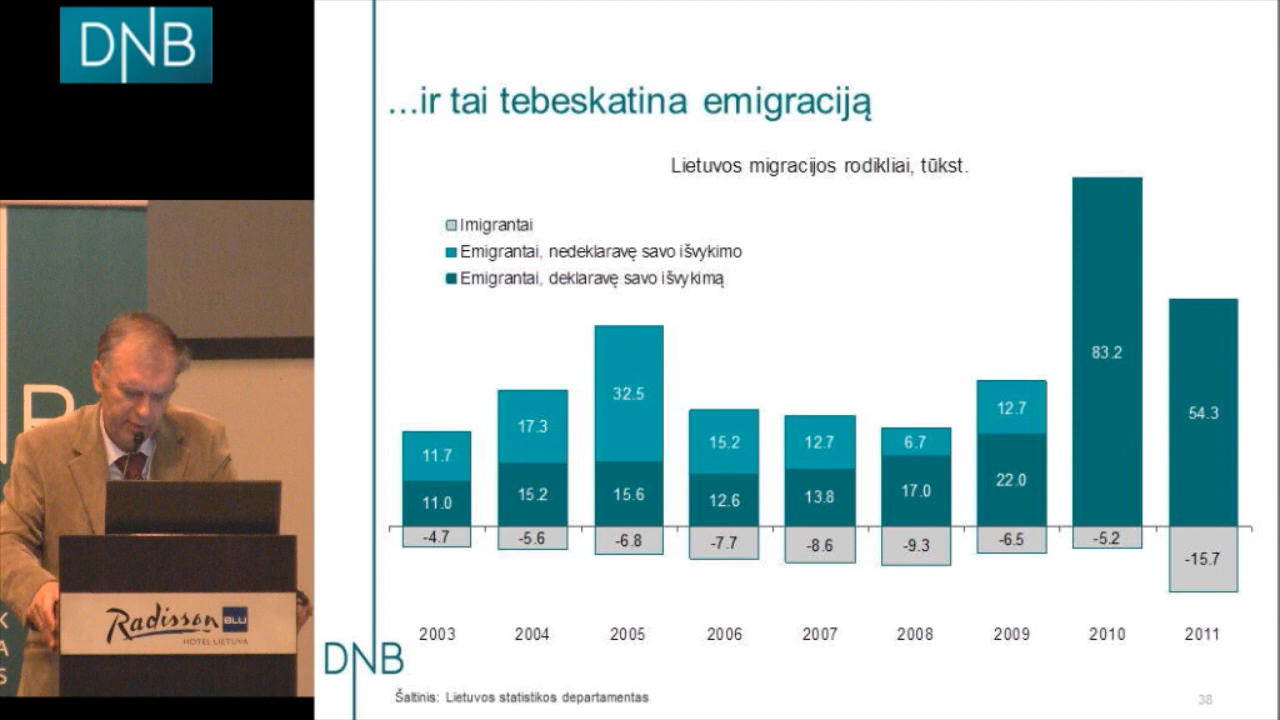 DNB
...ir tai tebeskatina emigraciją
Lietuvos migracijos rodikliai, tūkst.
Imigrantai
Emigrantai, nedeklaravę savo išvykimo
Emigrantai, deklaravę savo išvykimą
11.7 17.3 32.5 15.2 12.7 6.7 12.7 83.2 54.3
11.0 15.2 15.6 12.6 13.8 17.0 22.0
-4.7 -5.6 -6.8 -7.7 -8.6 -9.3 -6.5 -5.2 -15.7
2003 2004 2005 2006 2007 2008 2009 2010 2011
DNB
Šaltinis: Lietuvos statistikos departamentas
38
B
Radisson BLU
HOTEL LIETUVA
K
A
S